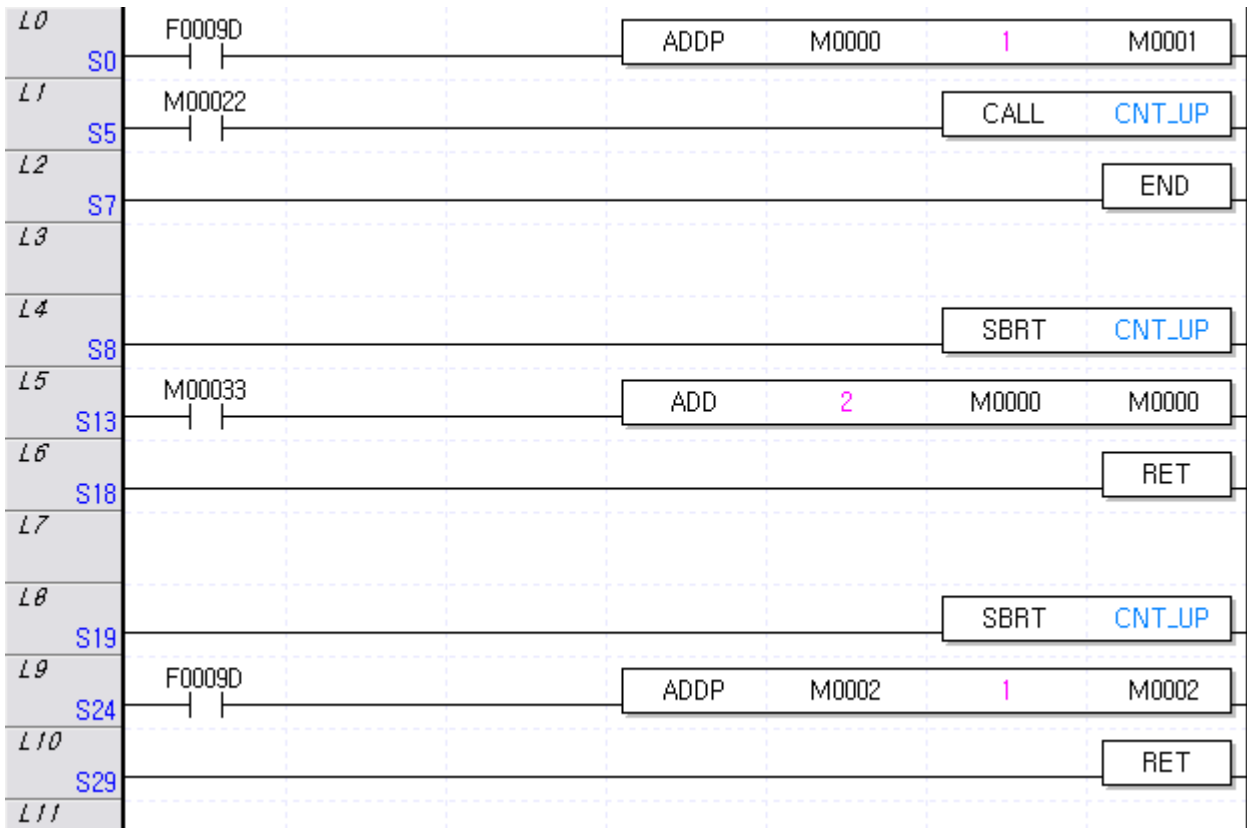 L0 F0009D
S0 ADDP M0000 1 M0001
L1 M00022
S5 CALL CNT_UP
L2
S7 END
L3
L4
S8 SBRT CNT_UP
L5 M00033
S13 ADD 2 M0000 M0000
L6
S18 RET
L7
L8
S19 SBRT CNT_UP
L9 F0009D
S24 ADDP M0002 1 M0002
L10
S29 RET
L11